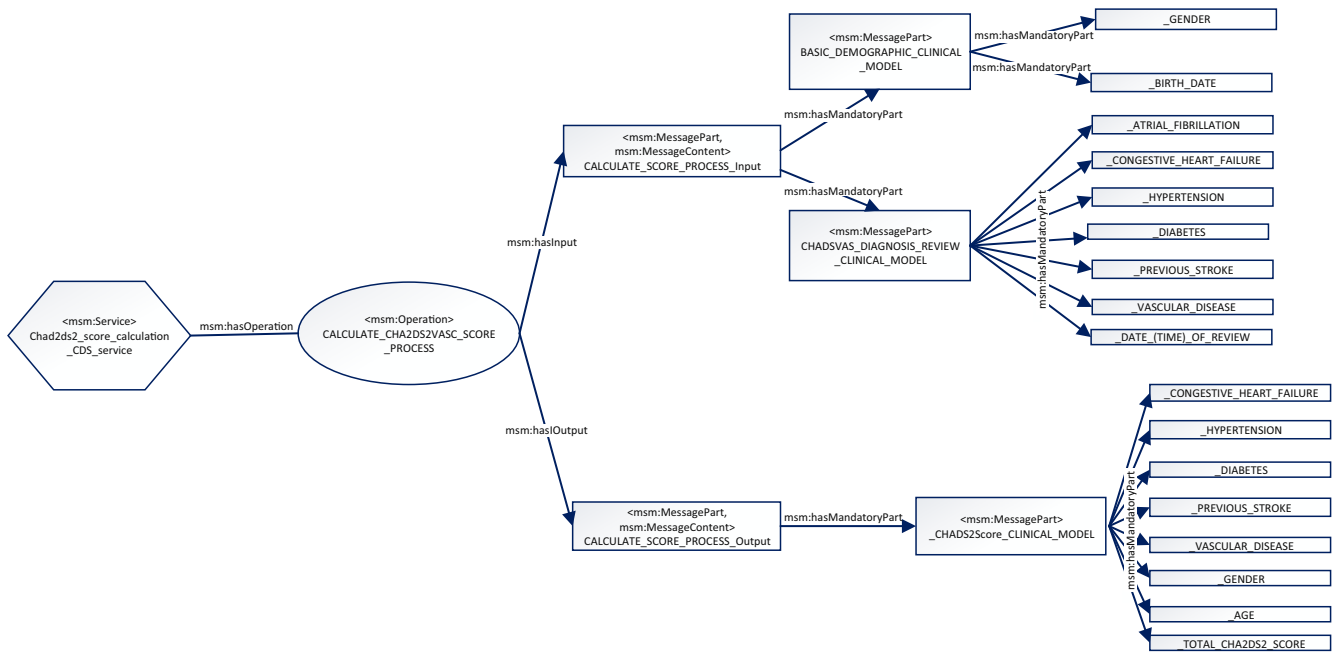 <msm:Service>
Chad2ds2_score_calculation
_CDS_service
msm:hasOperation
<msm:Operation>
CALCULATE_CHA2DS2VASC_SCORE
_PROCESS
msm:hasInput
<msm:MessagePart,
msm:MessageContent>
CALCULATE_SCORE_PROCESS_Input
msm:hasMandatoryPart
<msm:MessagePart>
BASIC_DEMOGRAPHIC_CLINICAL
_MODEL
msm:hasMandatoryPart
_GENDER
msm:hasMandatoryPart
_BIRTH_DATE
msm:hasMandatoryPart
<msm:MessagePart>
CHADSVAS_DIAGNOSIS_REVIEW
_CLINICAL_MODEL
msm:hasMandatoryPart
_ATRIAL_FIBRILLATION
_CONGESTIVE_HEART_FAILURE
_HYPERTENSION
_DIABETES
_PREVIOUS_STROKE
_VASCULAR_DISEASE
_DATE_(TIME)_OF_REVIEW
msm:hasIOutput
<msm:MessagePart,
msm:MessageContent>
CALCULATE_SCORE_PROCESS_Output
msm:hasMandatoryPart
<msm:MessagePart>
_CHADS2Score_CLINICAL_MODEL
msm:hasMandatoryPart
_CONGESTIVE_HEART_FAILURE
_HYPERTENSION
_DIABETES
_PREVIOUS_STROKE
_VASCULAR_DISEASE
_GENDER
_AGE
_TOTAL_CHA2DS2_SCORE